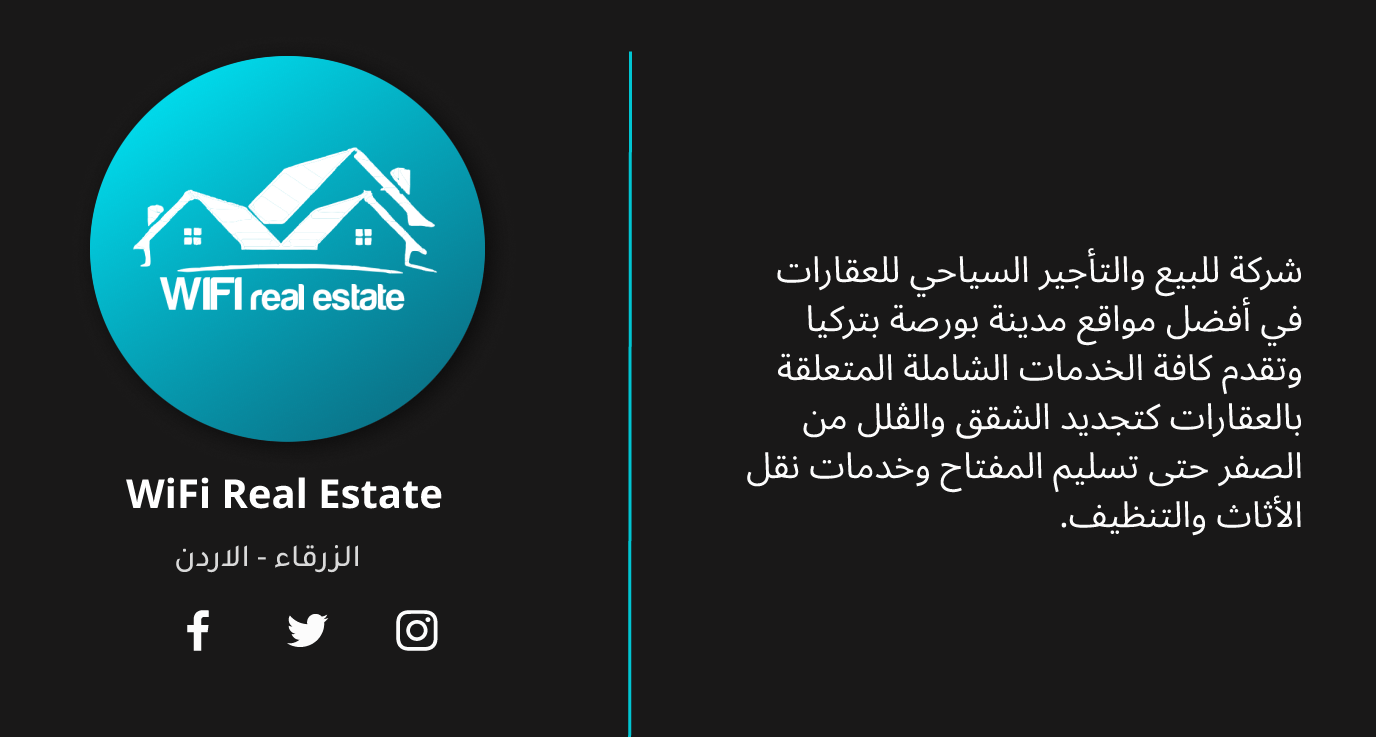 WIFI real estate
WiFi Real Estate
الزرقاء - الاردن
شركة للبيع والتأجير السياحي للعقارات
في أفضل مواقع مدينة بورصة بتركيا
وتقدم كافة الخدمات الشاملة المتعلقة
بالعقارات كتجديد الشقق والڤلل من
الصفر حتى تسليم المفتاح وخدمات نقل
الأثاث والتنظيف.